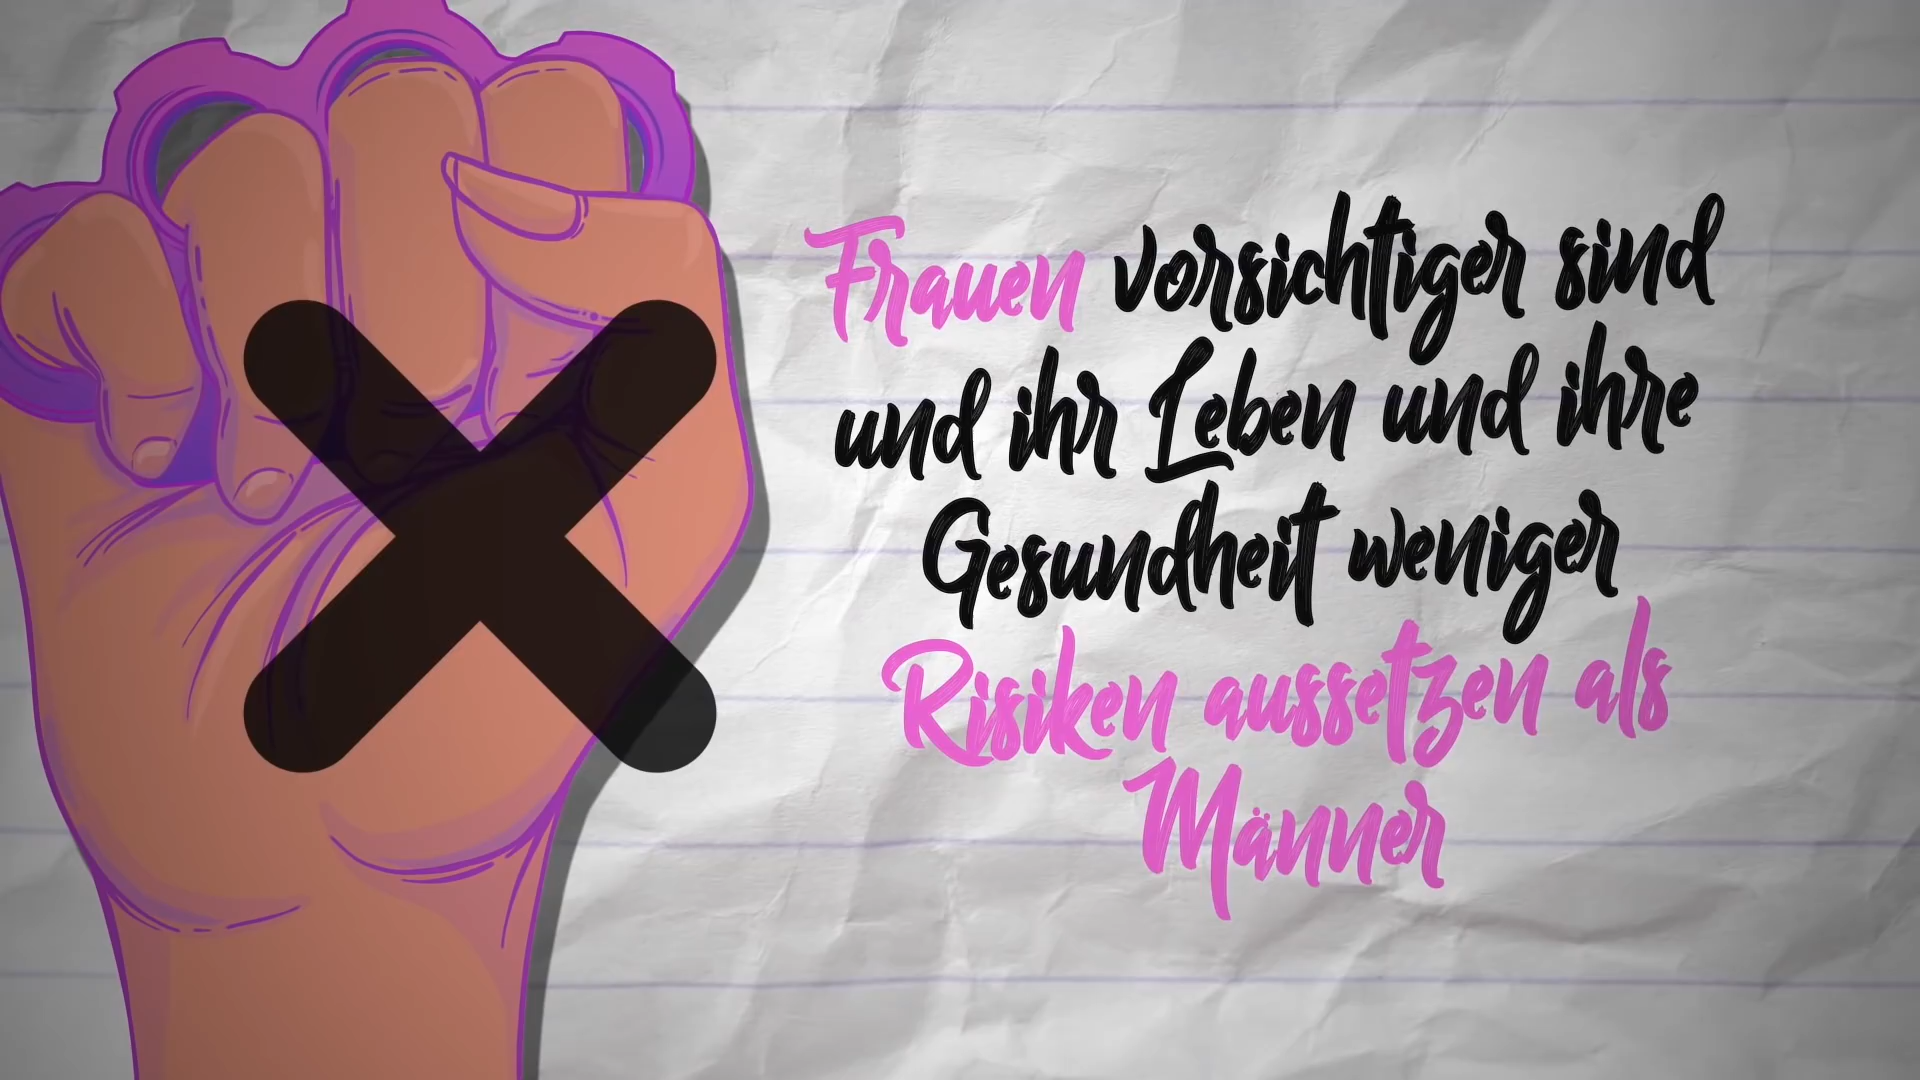 Frauen vorsichtiger sind
und ihr Leben und ihre
Gesundheit weniger
Risiken aussetzen als
Männer